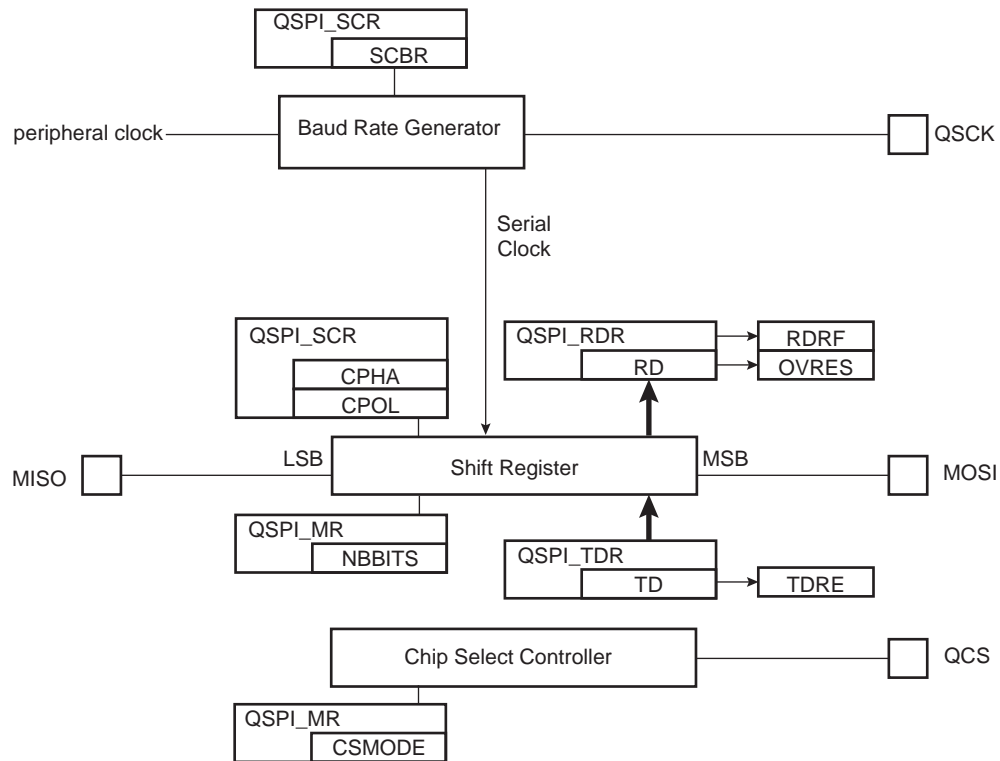 QSPI_SCR
SCBR
peripheral clock
Baud Rate Generator
QSCK
Serial
Clock
QSPI_SCR
CPHA
CPOL
QSPI_RDR
RD
RDRF
OVRES
MISO
LSB
Shift Register
MSB
MOSI
QSPI_MR
NBBITS
QSPI_TDR
TD
TDRE
Chip Select Controller
QCS
QSPI_MR
CSMODE